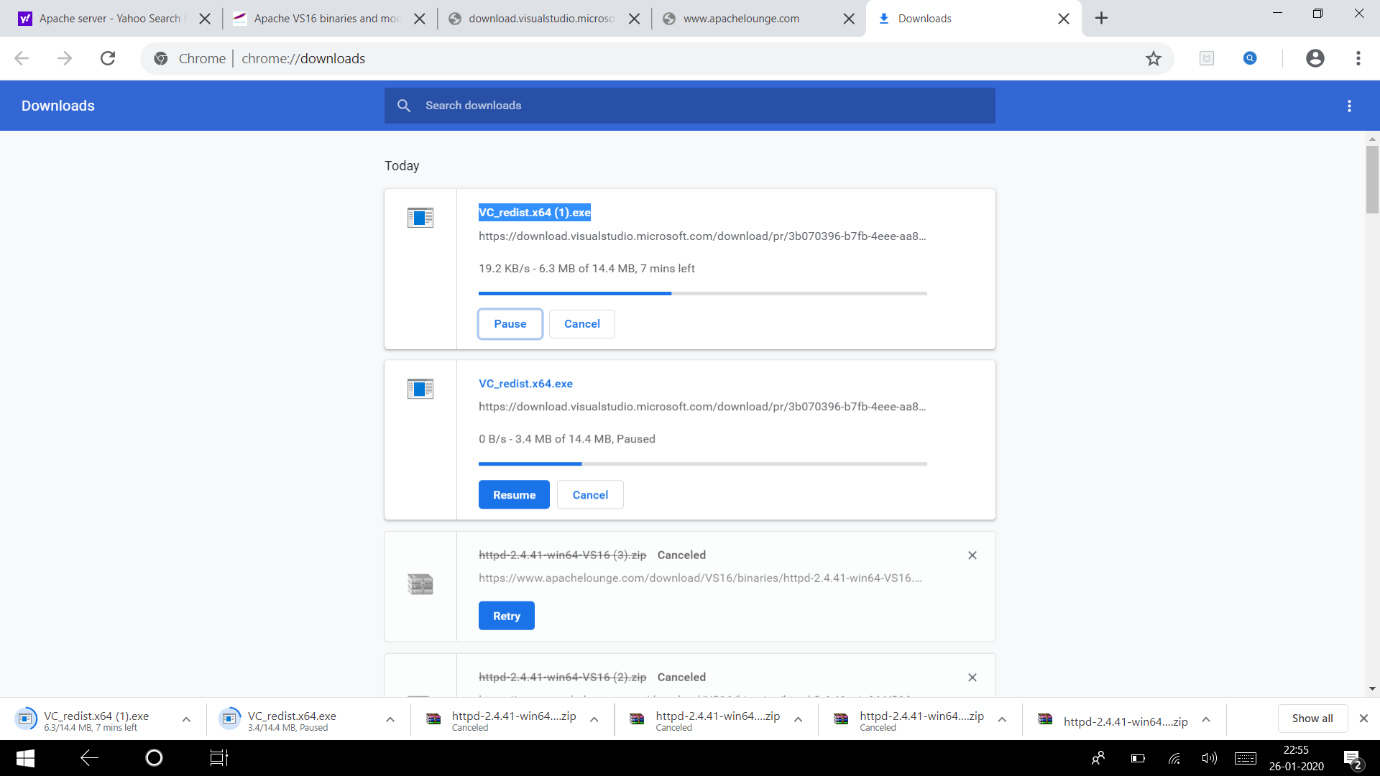 Apache server - Yahoo Search
Apache VS16 binaries and mod
download.visualstudio.microso
www.apachelounge.com
Downloads
Chrome
chrome://downloads
Downloads
Search downloads
Today
VC_redist.x64 (1).exe
https://download.visualstudio.microsoft.com/download/pr/3b070396-b7fb-4eee-aa8...
19.2 KB/s - 6.3 MB of 14.4 MB, 7 mins left
Pause
Cancel
VC_redist.x64.exe
https://download.visualstudio.microsoft.com/download/pr/3b070396-b7fb-4eee-aa8...
0 B/s - 3.4 MB of 14.4 MB, Paused
Resume
Cancel
httpd-2.4.41-win64-VS16 (3).zip Canceled
https://www.apachelounge.com/download/VS16/binaries/httpd-2.4.41-win64-VS16....
Retry
httpd-2.4.41-win64-VS16 (2).zip Canceled
VC_redist.x64 (1).exe
6.3/14.4 MB, 7 mins left
VC_redist.x64.exe
3.4/14.4 MB, Paused
httpd-2.4.41-win64....zip
Canceled
httpd-2.4.41-win64....zip
Canceled
httpd-2.4.41-win64....zip
Canceled
httpd-2.4.41-win64....zip
Show all
22:55
26-01-2020
2